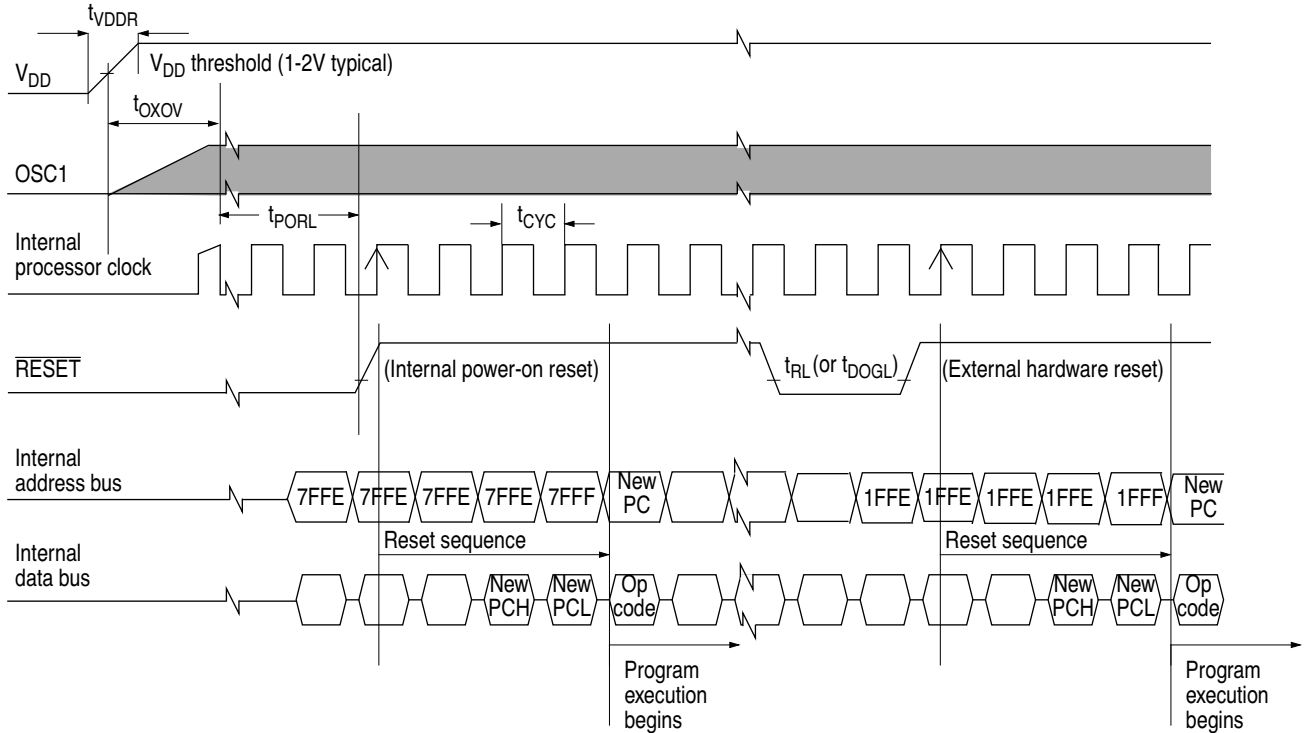 tVDDR
VDD
VDD threshold (1-2V typical)
tOXOV
OSC1
tPORL
tCYC
Internal
processor clock
RESET
(Internal power-on reset)
tRL (or tDOGL)
(External hardware reset)
Internal
address bus
7FFE 7FFE 7FFE 7FFE 7FFF New PC 1FFE 1FFE 1FFE 1FFE 1FFF New PC
Reset sequence Reset sequence
Internal
data bus
New PCH New PCL Op code New PCH New PCL Op code
Program
execution
begins
Program
execution
begins